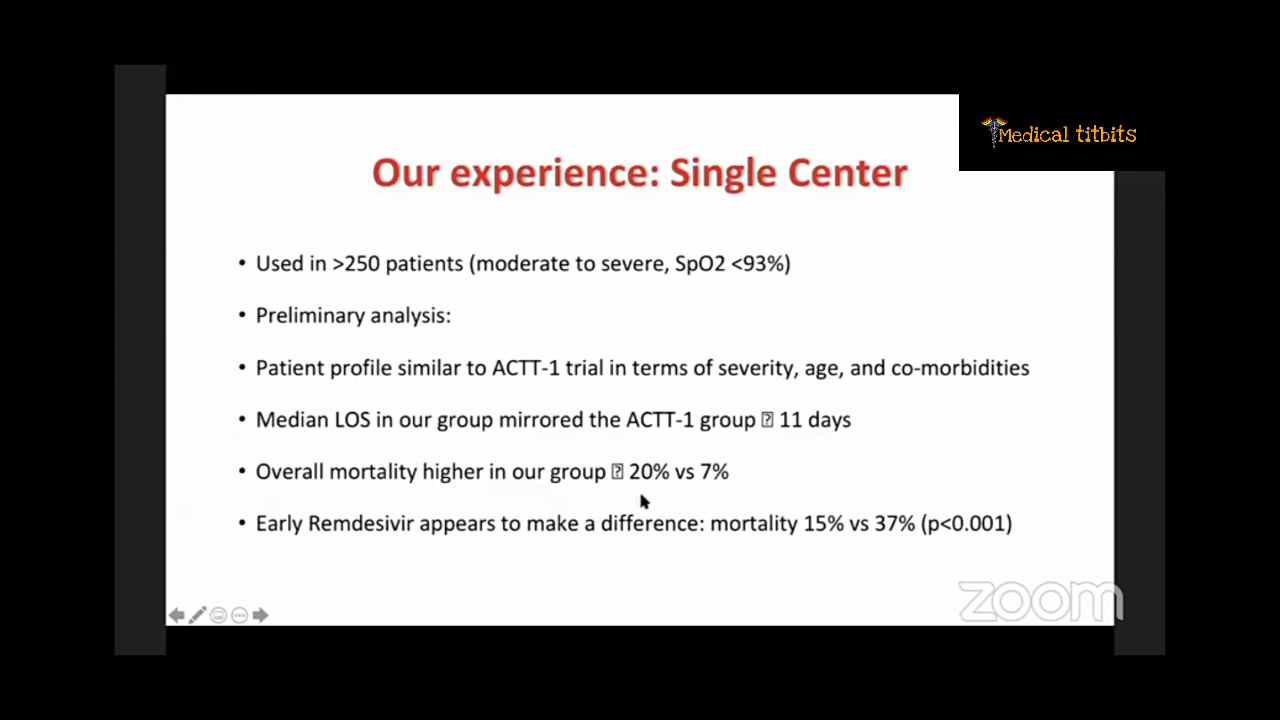 Medical titbits
Our experience: Single Center
• Used in >250 patients (moderate to severe, SpO2 <93%)
• Preliminary analysis:
• Patient profile similar to ACTT-1 trial in terms of severity, age, and co-morbidities
• Median LOS in our group mirrored the ACTT-1 group ⍰ 11 days
• Overall mortality higher in our group ⍰ 20% vs 7%
• Early Remdesivir appears to make a difference: mortality 15% vs 37% (p<0.001)
zoom